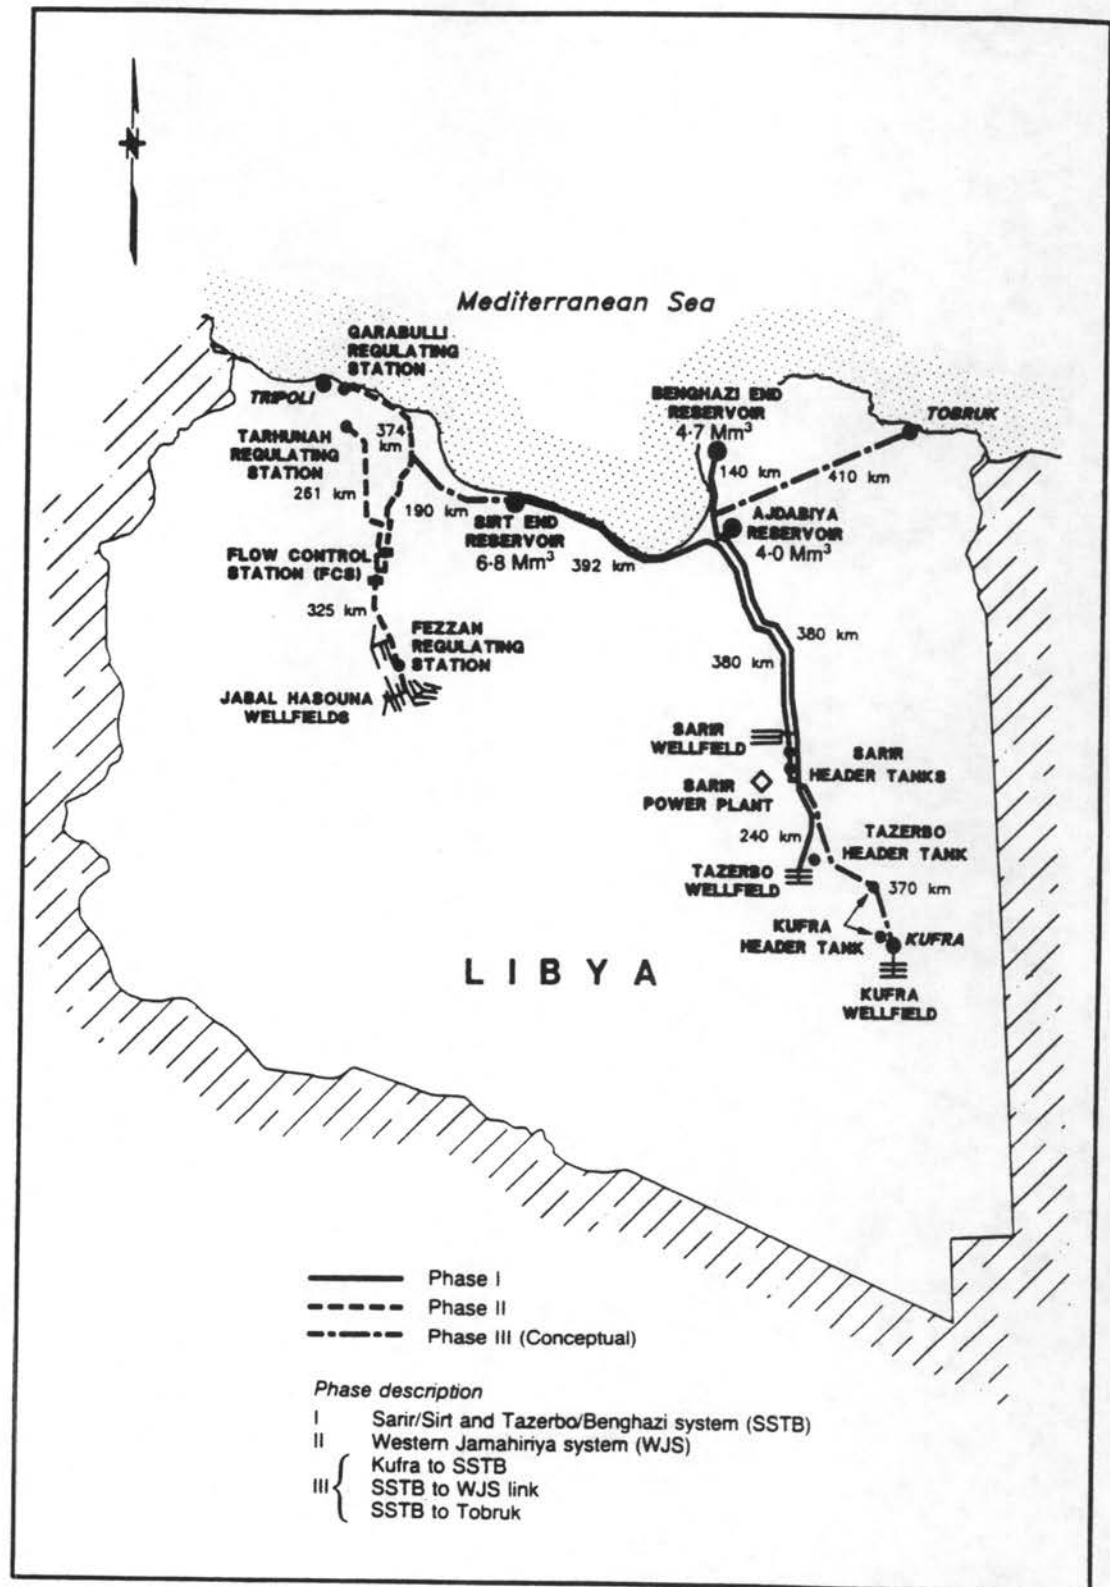 N
Mediterranean Sea
GARABULLI
REGULATING
STATION
TRIPOLI
TARHUNAH
REGULATING
STATION
374
km
261 km
190 km
SIRT END
RESERVOIR
6·8 Mm³
392 km
FLOW CONTROL
STATION (FCS)
325 km
FEZZAN
REGULATING
STATION
JABAL HASOUNA
WELLFIELDS
BENGHAZI END
RESERVOIR
4·7 Mm³
140 km
TOBRUK
410 km
AJDABIYA
RESERVOIR
4·0 Mm³
380 km
380 km
SARIR
WELLFIELD
SARIR
HEADER TANKS
SARIR
POWER PLANT
240 km
TAZERBO
HEADER TANK
TAZERBO
WELLFIELD
370 km
KUFRA
HEADER TANK
KUFRA
KUFRA
WELLFIELD
LIBYA
Phase I
Phase II
Phase III (Conceptual)
Phase description
I Sarir/Sirt and Tazerbo/Benghazi system (SSTB)
II Western Jamahiriya system (WJS)
Kufra to SSTB
III SSTB to WJS link
SSTB to Tobruk